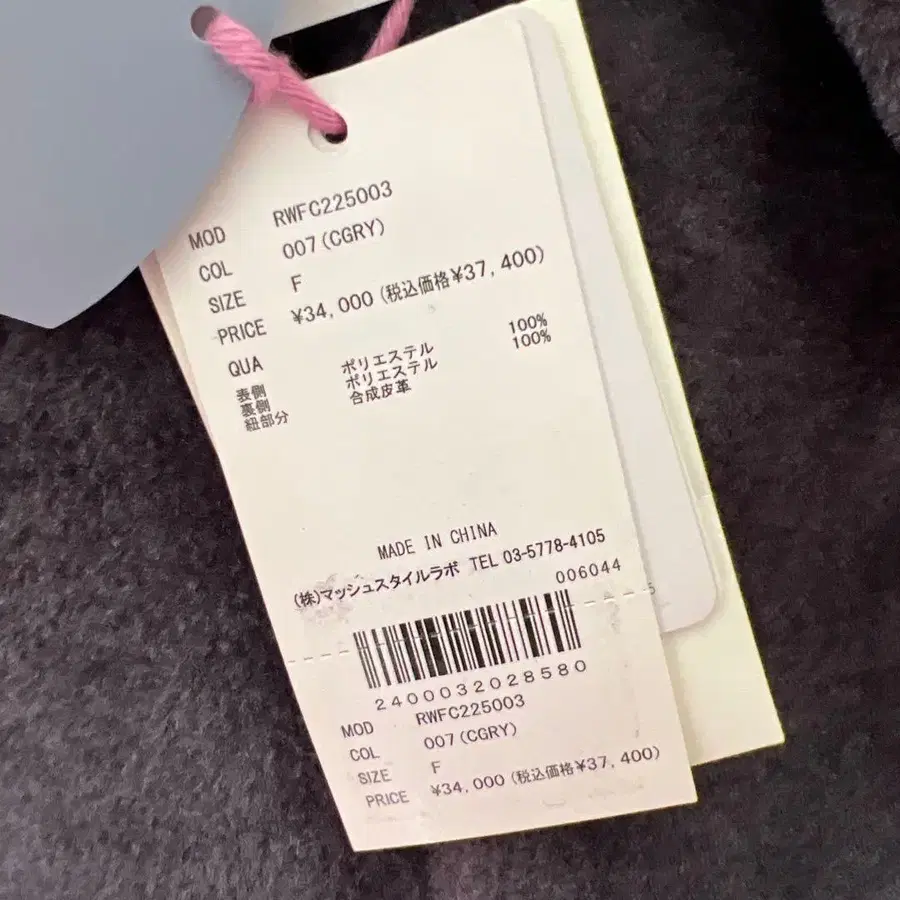 MOD RWFC225003
COL 007(CGRY)
SIZE F
PRICE ¥34,000(税込価格¥37,400)
QUA
表側 ポリエステル 100%
裏側 ポリエステル 100%
紐部分 合成皮革
MADE IN CHINA
(株)マッシュスタイルラボ TEL 03-5778-4105
006044
2400032028580
MOD RWFC225003
COL 007(CGRY)
SIZE F
PRICE ¥34,000(税込価格¥37,400)